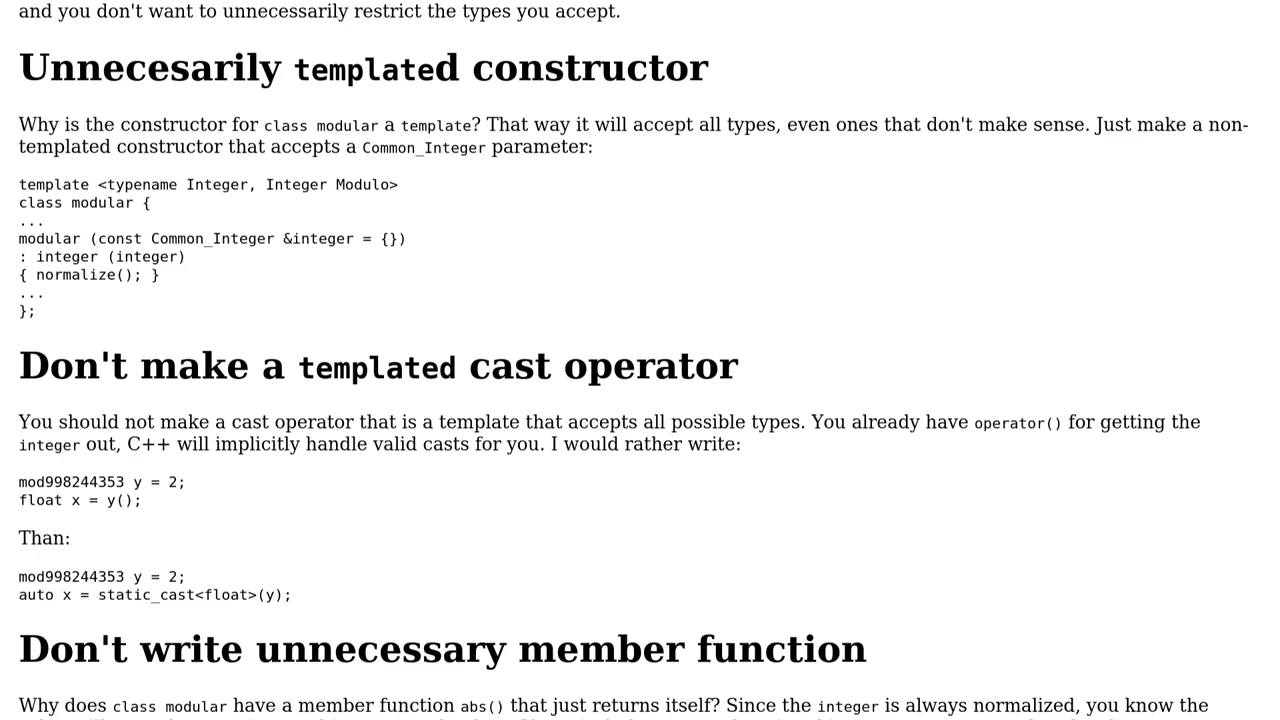 and you don't want to unnecessarily restrict the types you accept.
Unnecesarily templated constructor
Why is the constructor for class modular a template? That way it will accept all types, even ones that don't make sense. Just make a non-
templated constructor that accepts a Common_Integer parameter:
template <typename Integer, Integer Modulo>
class modular {
...
modular (const Common_Integer &integer = {})
: integer (integer)
{ normalize(); }
...
};
Don't make a templated cast operator
You should not make a cast operator that is a template that accepts all possible types. You already have operator() for getting the
integer out, C++ will implicitly handle valid casts for you. I would rather write:
mod998244353 y = 2;
float x = y();
Than:
mod998244353 y = 2;
auto x = static_cast<float>(y);
Don't write unnecessary member function
Why does class modular have a member function abs() that just returns itself? Since the integer is always normalized, you know the